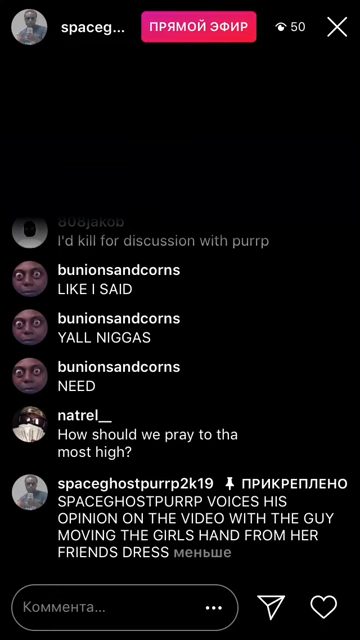 spaceg...
ПРЯМОЙ ЭФИР
50
808jakob
I'd kill for discussion with purrp
bunionsandcorns
LIKE I SAID
bunionsandcorns
YALL NIGGAS
bunionsandcorns
NEED
natrel__
How should we pray to tha
most high?
spaceghostpurrp2k19 ПРИКРЕПЛЕНО
SPACEGHOSTPURRP VOICES HIS
OPINION ON THE VIDEO WITH THE GUY
MOVING THE GIRLS HAND FROM HER
FRIENDS DRESS меньше
Коммента...